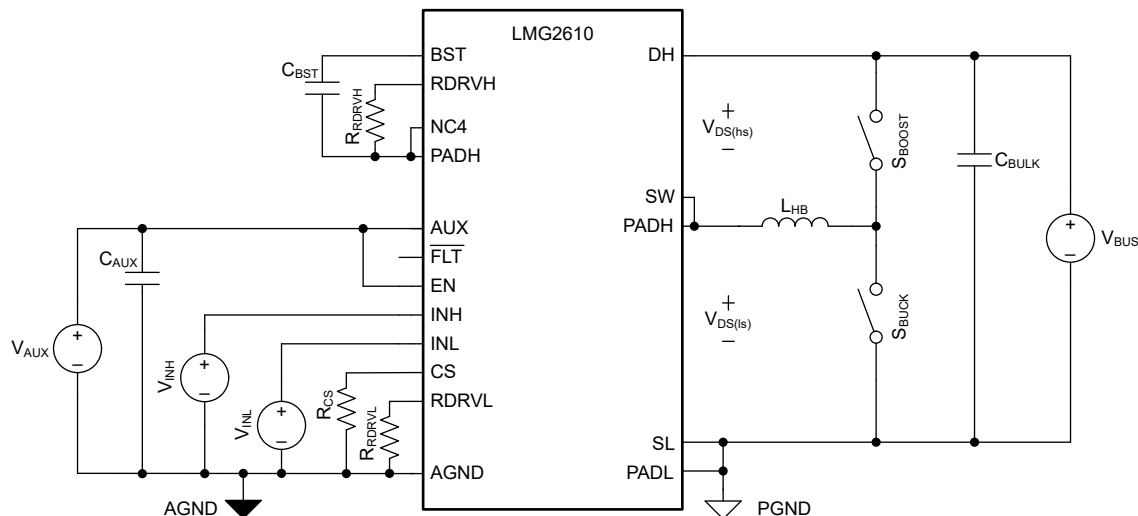 LMG2610
BST
RDRVH
NC4
PADH
AUX
FLT
EN
INH
INL
CS
RDRVL
AGND
DH
SW
PADH
SL
PADL
CBST
RRDRVH
CAUX
VAUX
VINH
VINL
RCS
RRDRVL
AGND
+
VDS(hs)
−
+
VDS(ls)
−
LHB
SBOOST
SBUCK
CBULK
+
−
VBUS
PGND
+
−
+
−
+
−